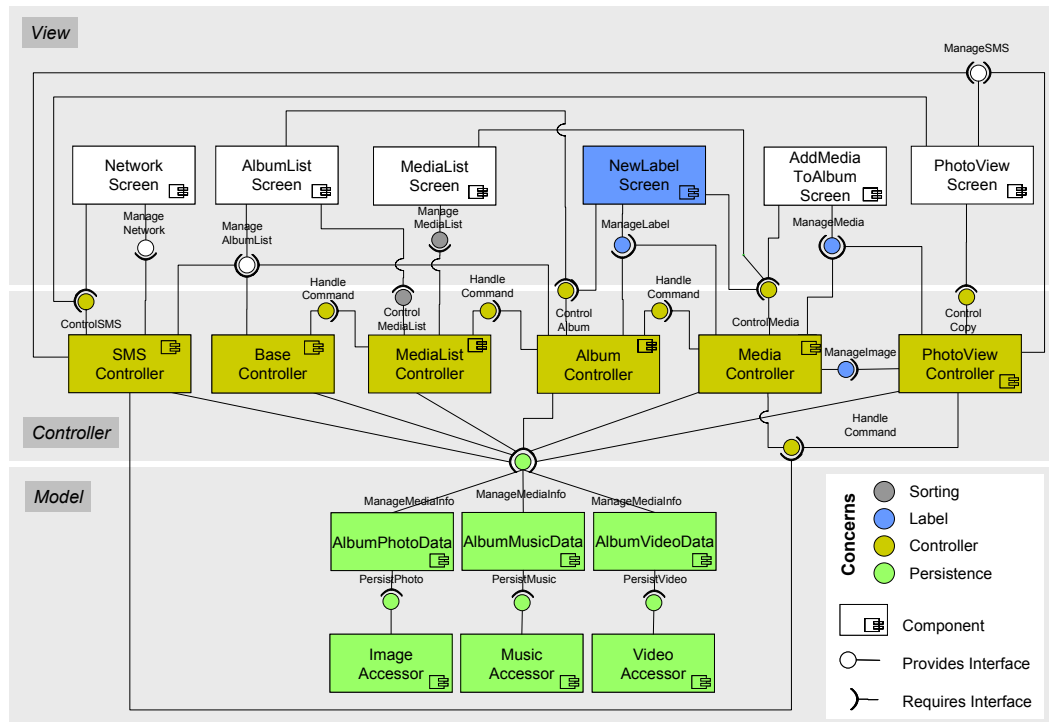 View
ManageSMS
Network
Screen
AlbumList
Screen
MediaList
Screen
NewLabel
Screen
AddMedia
ToAlbum
Screen
PhotoView
Screen
Manage
Network
Manage
AlbumList
Manage
MediaList
ManageLabel
ManageMedia
Handle
Command
Handle
Command
Handle
Command
ControlSMS
Control
MediaList
Control
Album
ControlMedia
Control
Copy
SMS
Controller
Base
Controller
MediaList
Controller
Album
Controller
Media
Controller
ManageImage
PhotoView
Controller
Handle
Command
Controller
Model
ManageMediaInfo
ManageMediaInfo
ManageMediaInfo
AlbumPhotoData
AlbumMusicData
AlbumVideoData
PersistPhoto
PersistMusic
PersistVideo
Image
Accessor
Music
Accessor
Video
Accessor
Concerns
Sorting
Label
Controller
Persistence
Component
Provides Interface
Requires Interface